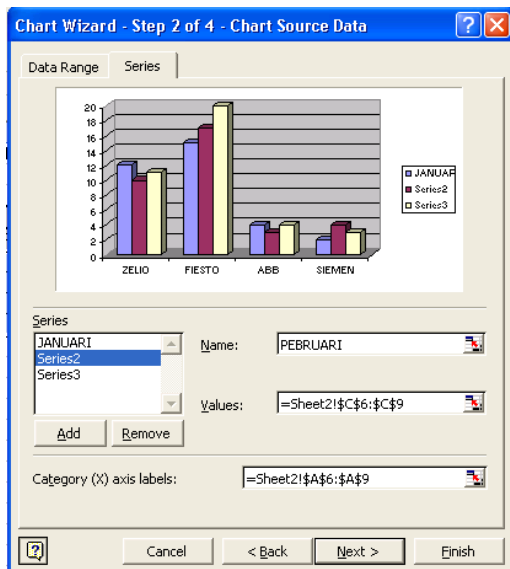 Chart Wizard - Step 2 of 4 - Chart Source Data
Data Range
Series
20
18
16
14
12
10
8
6
4
2
0
ZELIO FIESTO ABB SIEMEN
JANUAR
Series2
Series3
Series
JANUARI
Series2
Series3
Name:
PEBRUARI
Values:
=Sheet2!$C$6:$C$9
Add Remove
Category (X) axis labels:
=Sheet2!$A$6:$A$9
Cancel < Back Next > Finish